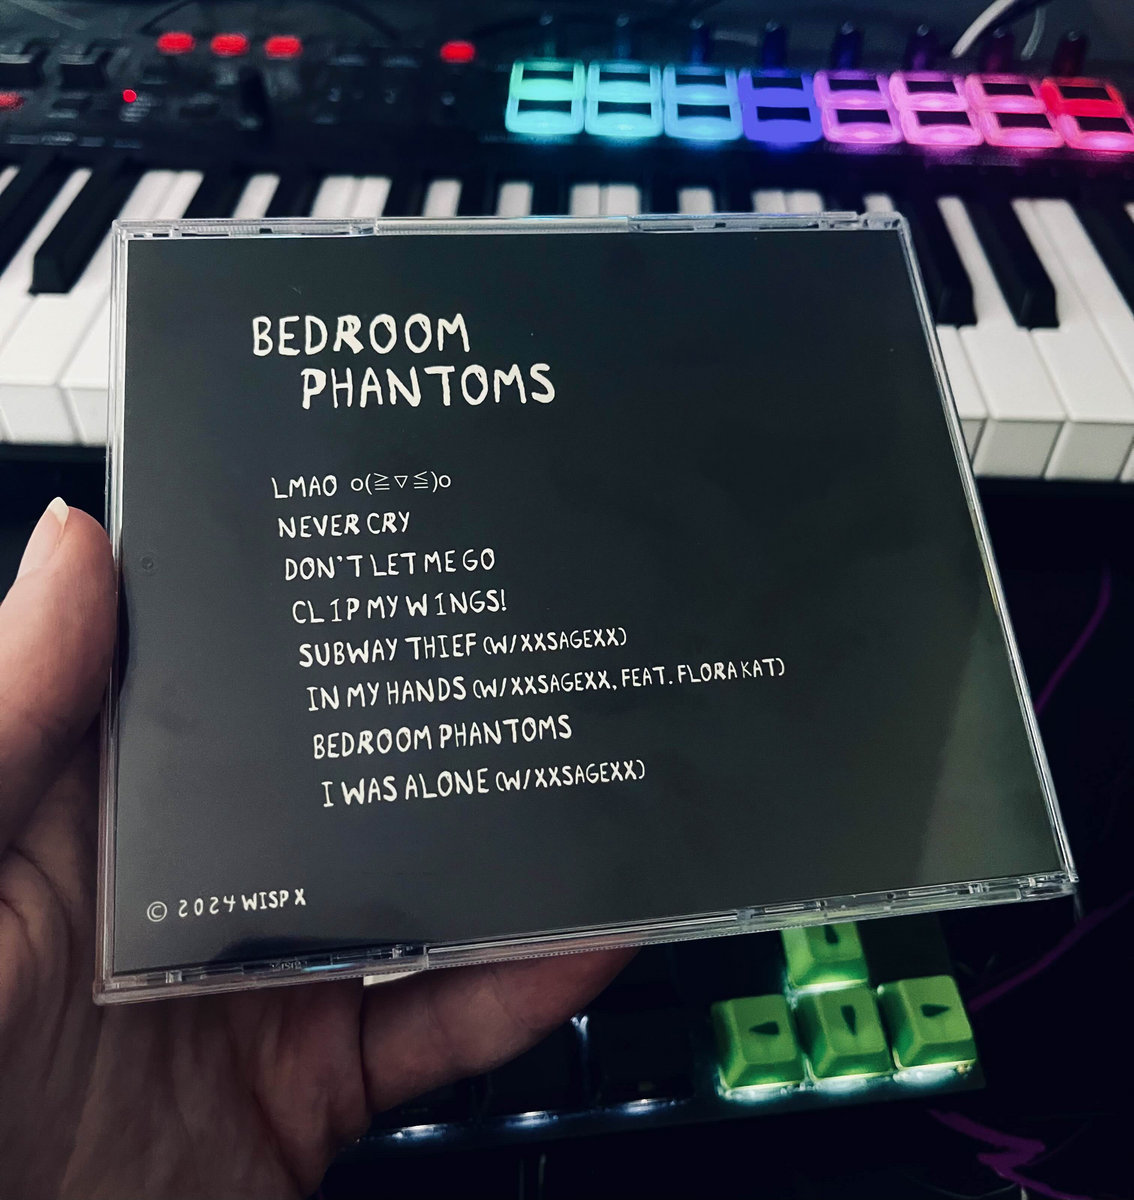 BEDROOM
PHANTOMS
LMAO o(≧▽≦)o
NEVER CRY
DON'T LET ME GO
CLIP MY WINGS!
SUBWAY THIEF (W/XXSAGEXX)
IN MY HANDS (W/XXSAGEXX, FEAT. FLORA KAT)
BEDROOM PHANTOMS
I WAS ALONE (W/XXSAGEXX)
© 2024 WISP X